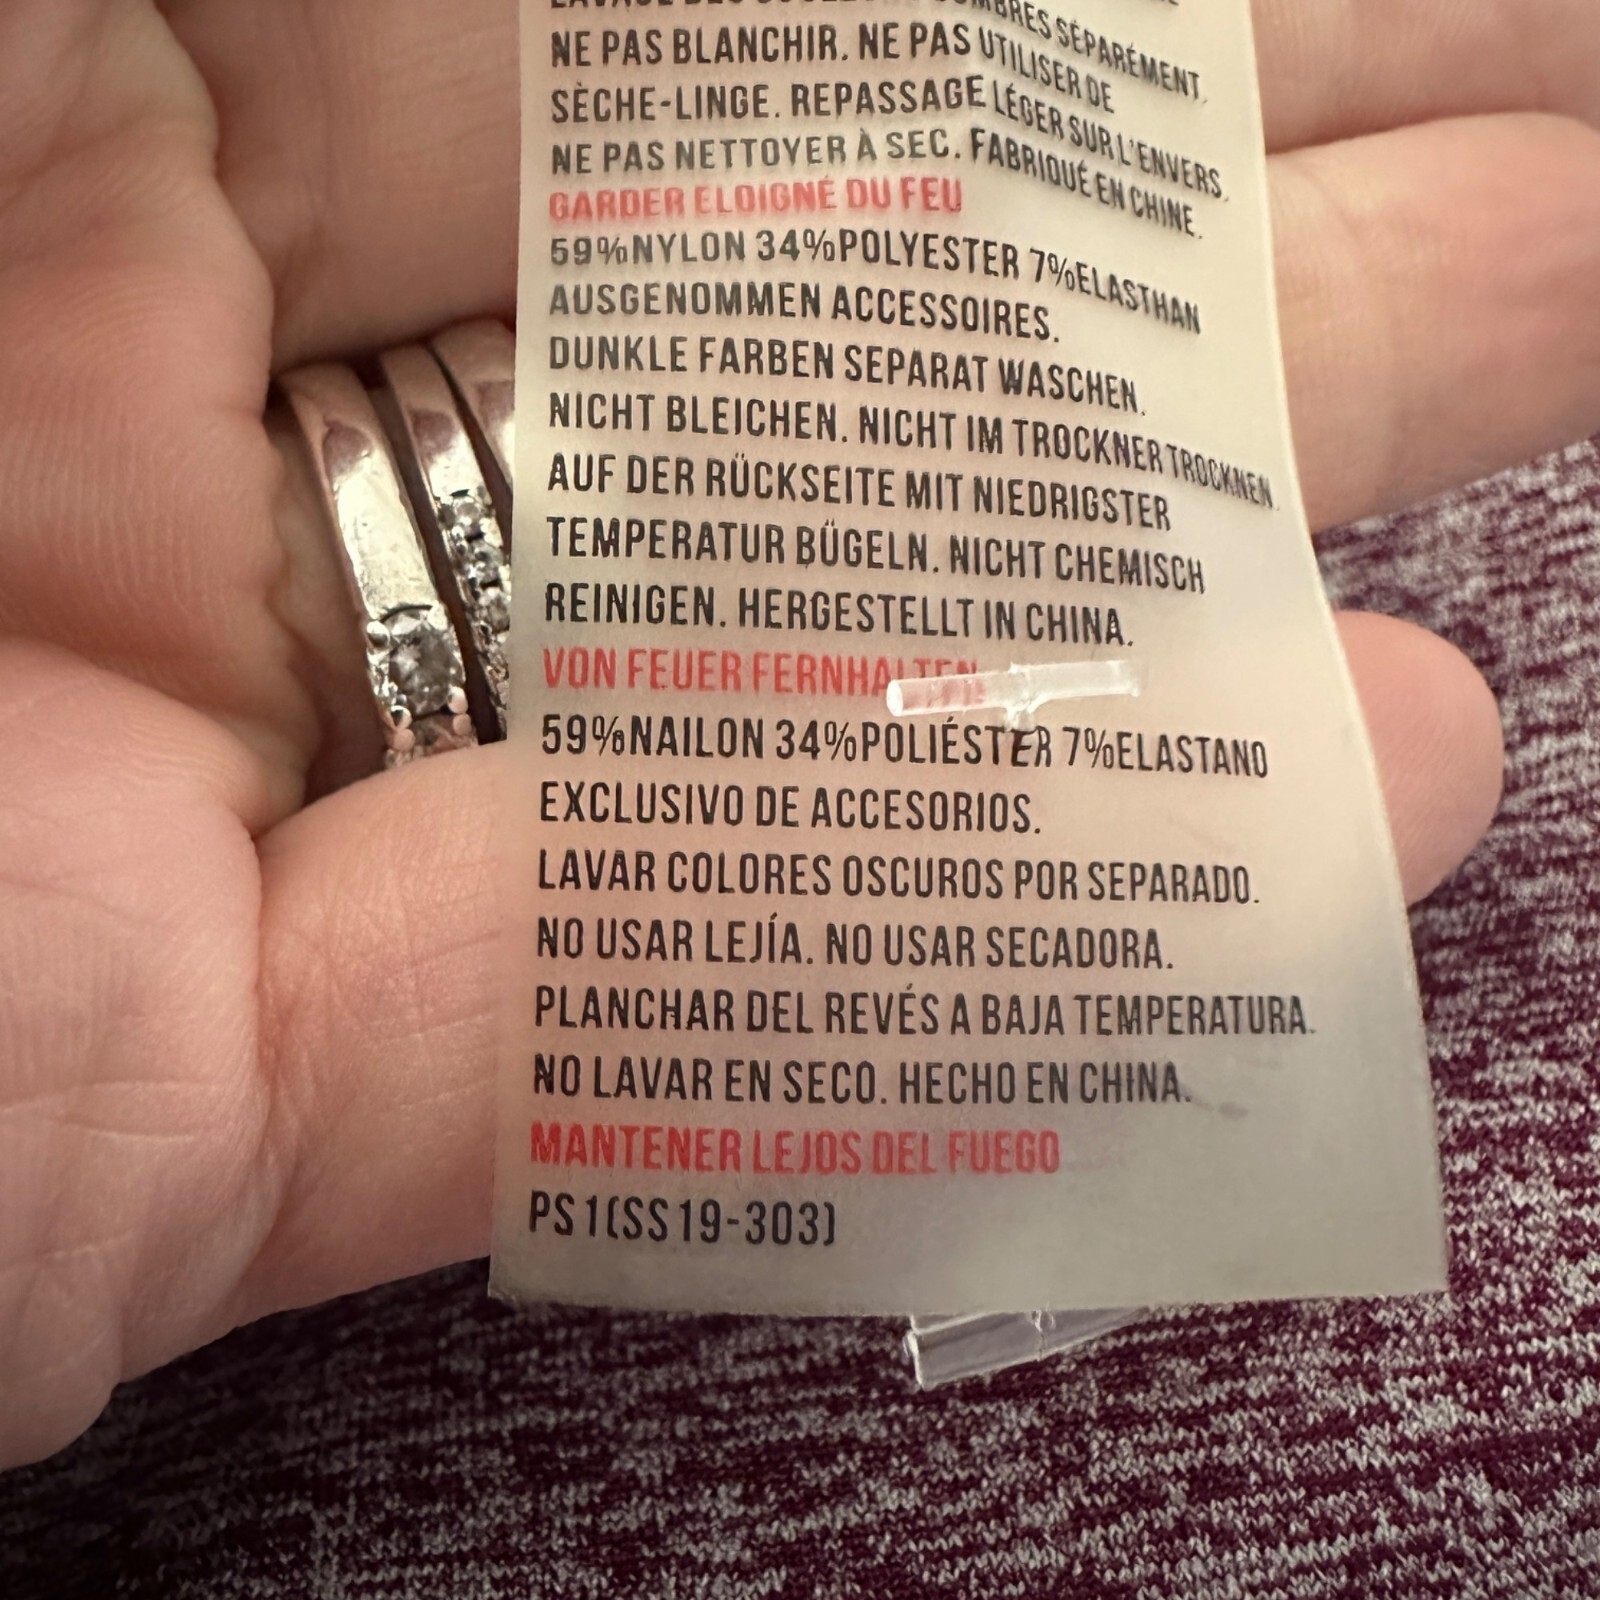 SÉPARÉMENT.
NE PAS BLANCHIR. NE PAS UTILISER DE
SÈCHE-LINGE. REPASSAGE LÉGER SUR L'ENVERS.
NE PAS NETTOYER À SEC. FABRIQUÉ EN CHINE.
GARDER ELOIGNÉ DU FEU
59%NYLON 34%POLYESTER 7%ELASTHAN
AUSGENOMMEN ACCESSOIRES.
DUNKLE FARBEN SEPARAT WASCHEN.
NICHT BLEICHEN. NICHT IM TROCKNER TROCKNEN.
AUF DER RÜCKSEITE MIT NIEDRIGSTER
TEMPERATUR BÜGELN. NICHT CHEMISCH
REINIGEN. HERGESTELLT IN CHINA.
VON FEUER FERNHALTEN
59%NAILON 34%POLIÉSTER 7%ELASTANO
EXCLUSIVO DE ACCESORIOS.
LAVAR COLORES OSCUROS POR SEPARADO.
NO USAR LEJÍA. NO USAR SECADORA.
PLANCHAR DEL REVÉS A BAJA TEMPERATURA.
NO LAVAR EN SECO. HECHO EN CHINA.
MANTENER LEJOS DEL FUEGO
PS1(SS19-303)